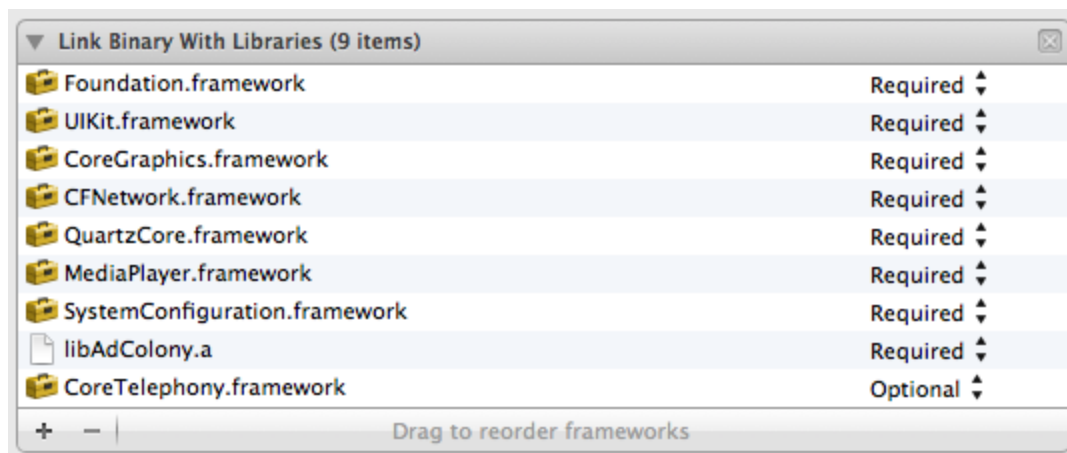 Link Binary With Libraries (9 items)
Foundation.framework Required
UIKit.framework Required
CoreGraphics.framework Required
CFNetwork.framework Required
QuartzCore.framework Required
MediaPlayer.framework Required
SystemConfiguration.framework Required
libAdColony.a Required
CoreTelephony.framework Optional
+ − Drag to reorder frameworks